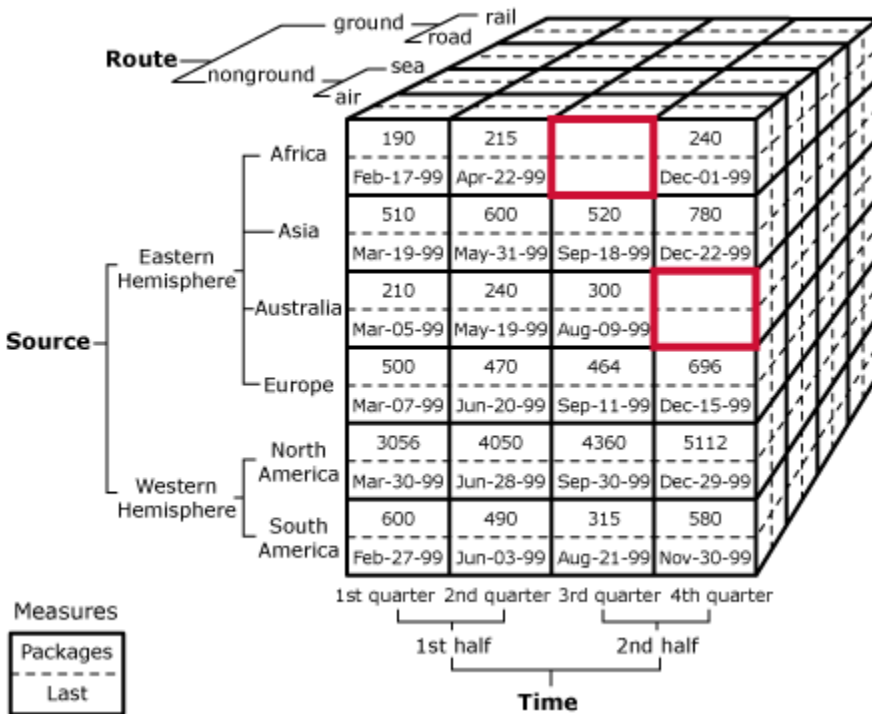 ground rail
road
Route
nonground sea
air
Africa 190 215 240
Feb-17-99 Apr-22-99 Dec-01-99
Asia 510 600 520 780
Mar-19-99 May-31-99 Sep-18-99 Dec-22-99
Eastern
Hemisphere
Australia 210 240 300
Mar-05-99 May-19-99 Aug-09-99
Source
Europe 500 470 464 696
Mar-07-99 Jun-20-99 Sep-11-99 Dec-15-99
North
America 3056 4050 4360 5112
Mar-30-99 Jun-28-99 Sep-30-99 Dec-29-99
Western
Hemisphere
South
America 600 490 315 580
Feb-27-99 Jun-03-99 Aug-21-99 Nov-30-99
1st quarter 2nd quarter 3rd quarter 4th quarter
1st half 2nd half
Time
Measures
Packages
Last